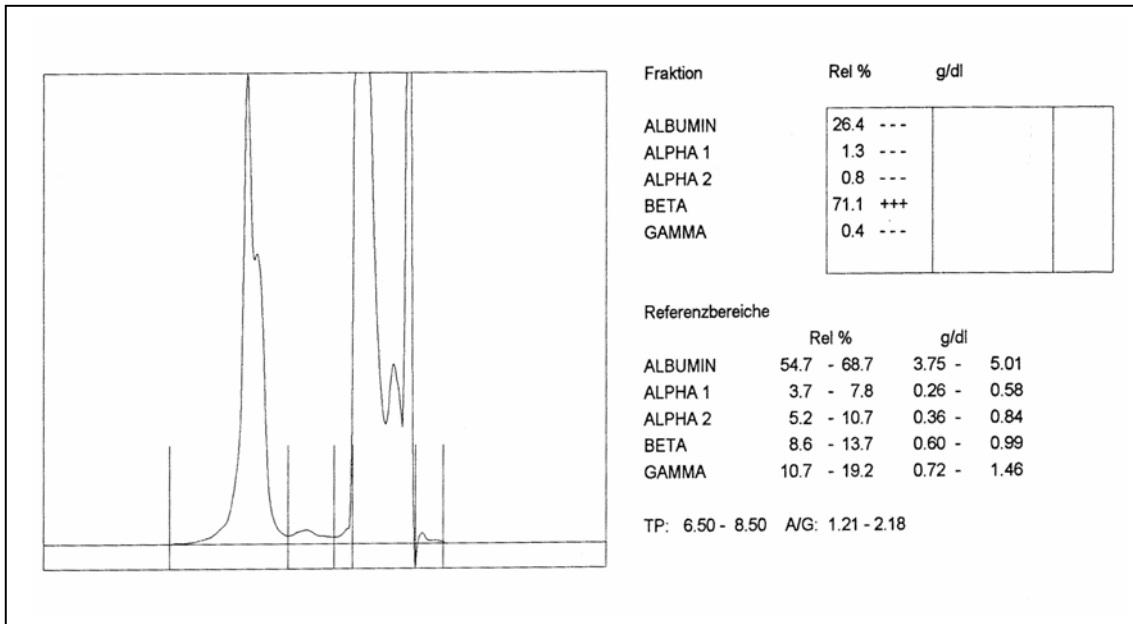 Fraktion Rel % g/dl
ALBUMIN 26.4 ---
ALPHA 1 1.3 ---
ALPHA 2 0.8 ---
BETA 71.1 +++
GAMMA 0.4 ---
Referenzbereiche
Rel % g/dl
ALBUMIN 54.7 - 68.7 3.75 - 5.01
ALPHA 1 3.7 - 7.8 0.26 - 0.58
ALPHA 2 5.2 - 10.7 0.36 - 0.84
BETA 8.6 - 13.7 0.60 - 0.99
GAMMA 10.7 - 19.2 0.72 - 1.46
TP: 6.50 - 8.50 A/G: 1.21 - 2.18